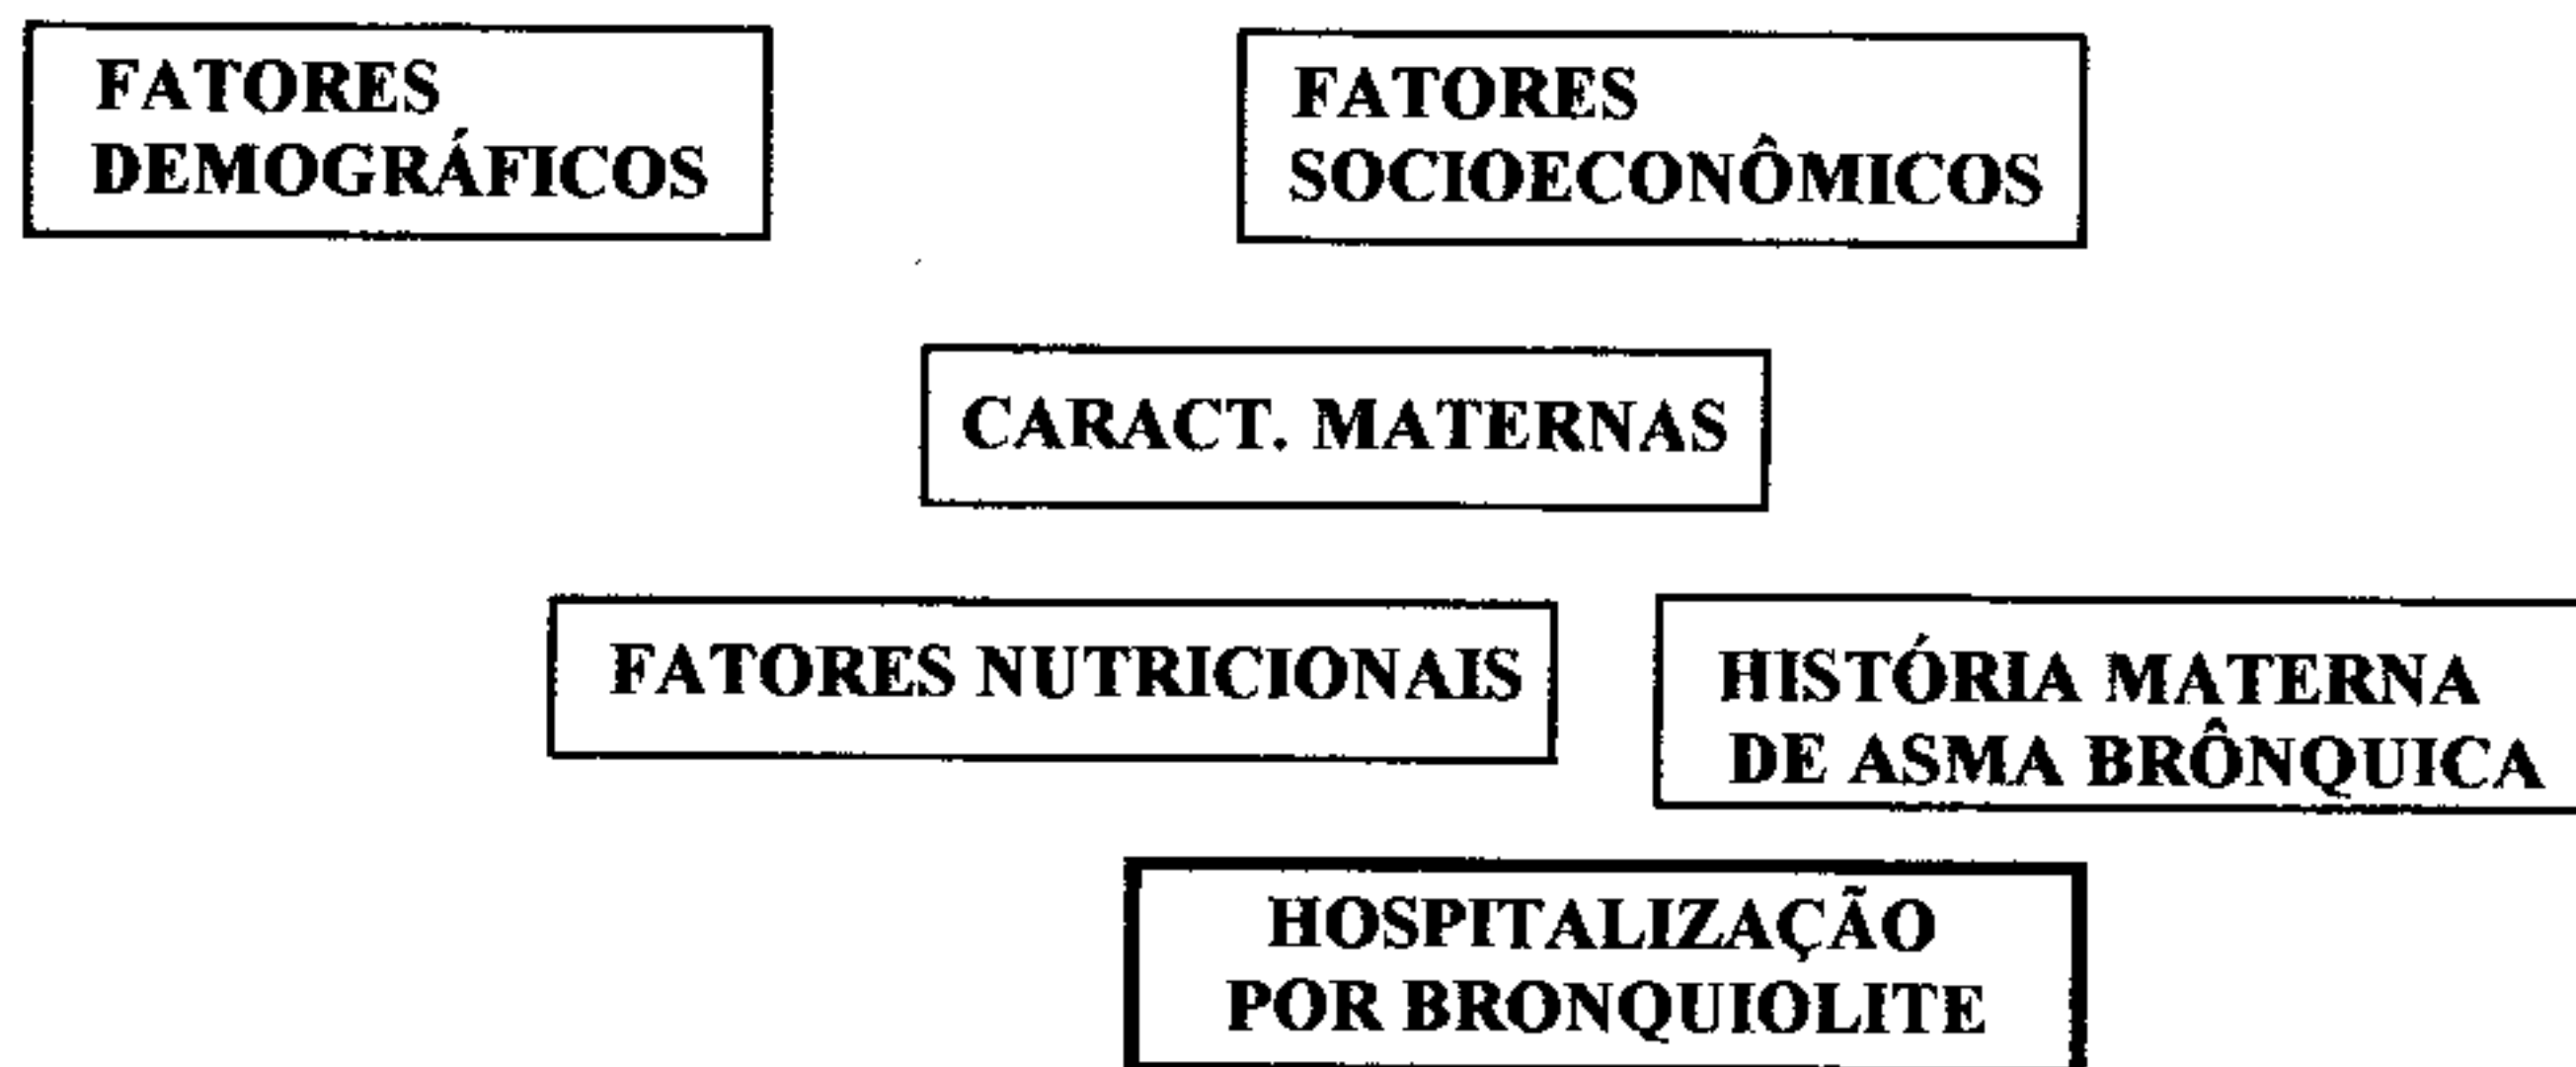 FATORES
DEMOGRÁFICOS
FATORES
SOCIOECONÔMICOS
CARACT. MATERNAS
FATORES NUTRICIONAIS
HISTÓRIA MATERNA
DE ASMA BRÔNQUICA
HOSPITALIZAÇÃO
POR BRONQUIOLITE